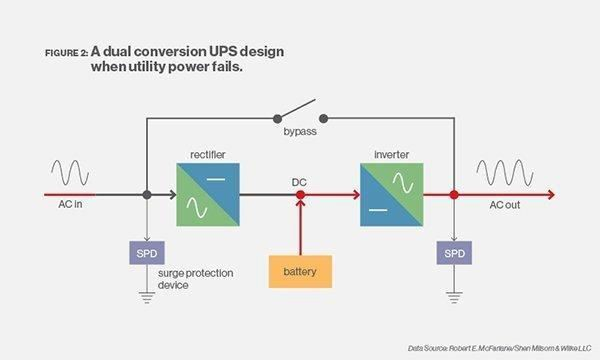 FIGURE 2: A dual conversion UPS design
when utility power fails.
bypass
rectifier
inverter
DC
AC in
AC out
SPD
SPD
surge protection
device
battery
Data Source: Robert E. McFarlane/Shen Milsom & Wilke LLC